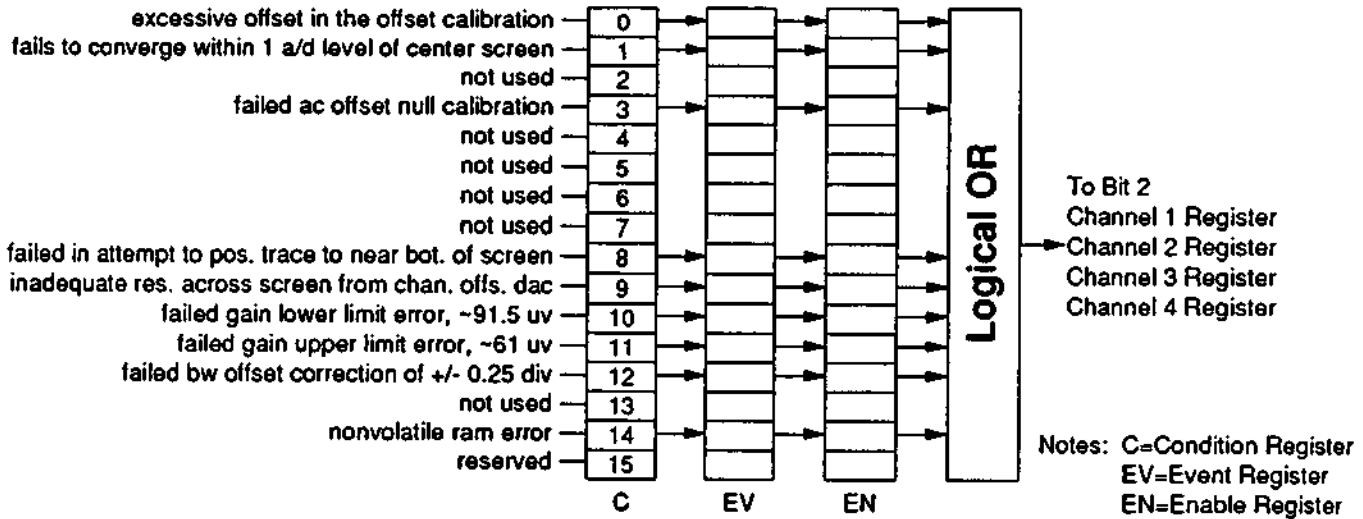 excessive offset in the offset calibration 0
fails to converge within 1 a/d level of center screen 1
not used 2
failed ac offset null calibration 3
not used 4
not used 5
not used 6
not used 7
failed in attempt to pos. trace to near bot. of screen 8
inadequate res. across screen from chan. offs. dac 9
failed gain lower limit error, ~91.5 uv 10
failed gain upper limit error, ~61 uv 11
failed bw offset correction of +/- 0.25 div 12
not used 13
nonvolatile ram error 14
reserved 15
C EV EN
Logical OR
To Bit 2
Channel 1 Register
Channel 2 Register
Channel 3 Register
Channel 4 Register
Notes: C=Condition Register
EV=Event Register
EN=Enable Register